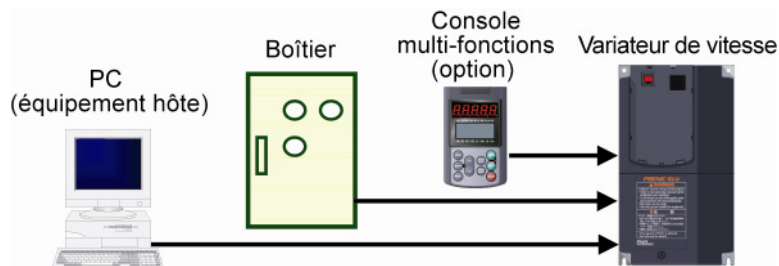 Console
multi-fonctions
(option)
Boîtier
Variateur de vitesse
PC
(équipement hôte)